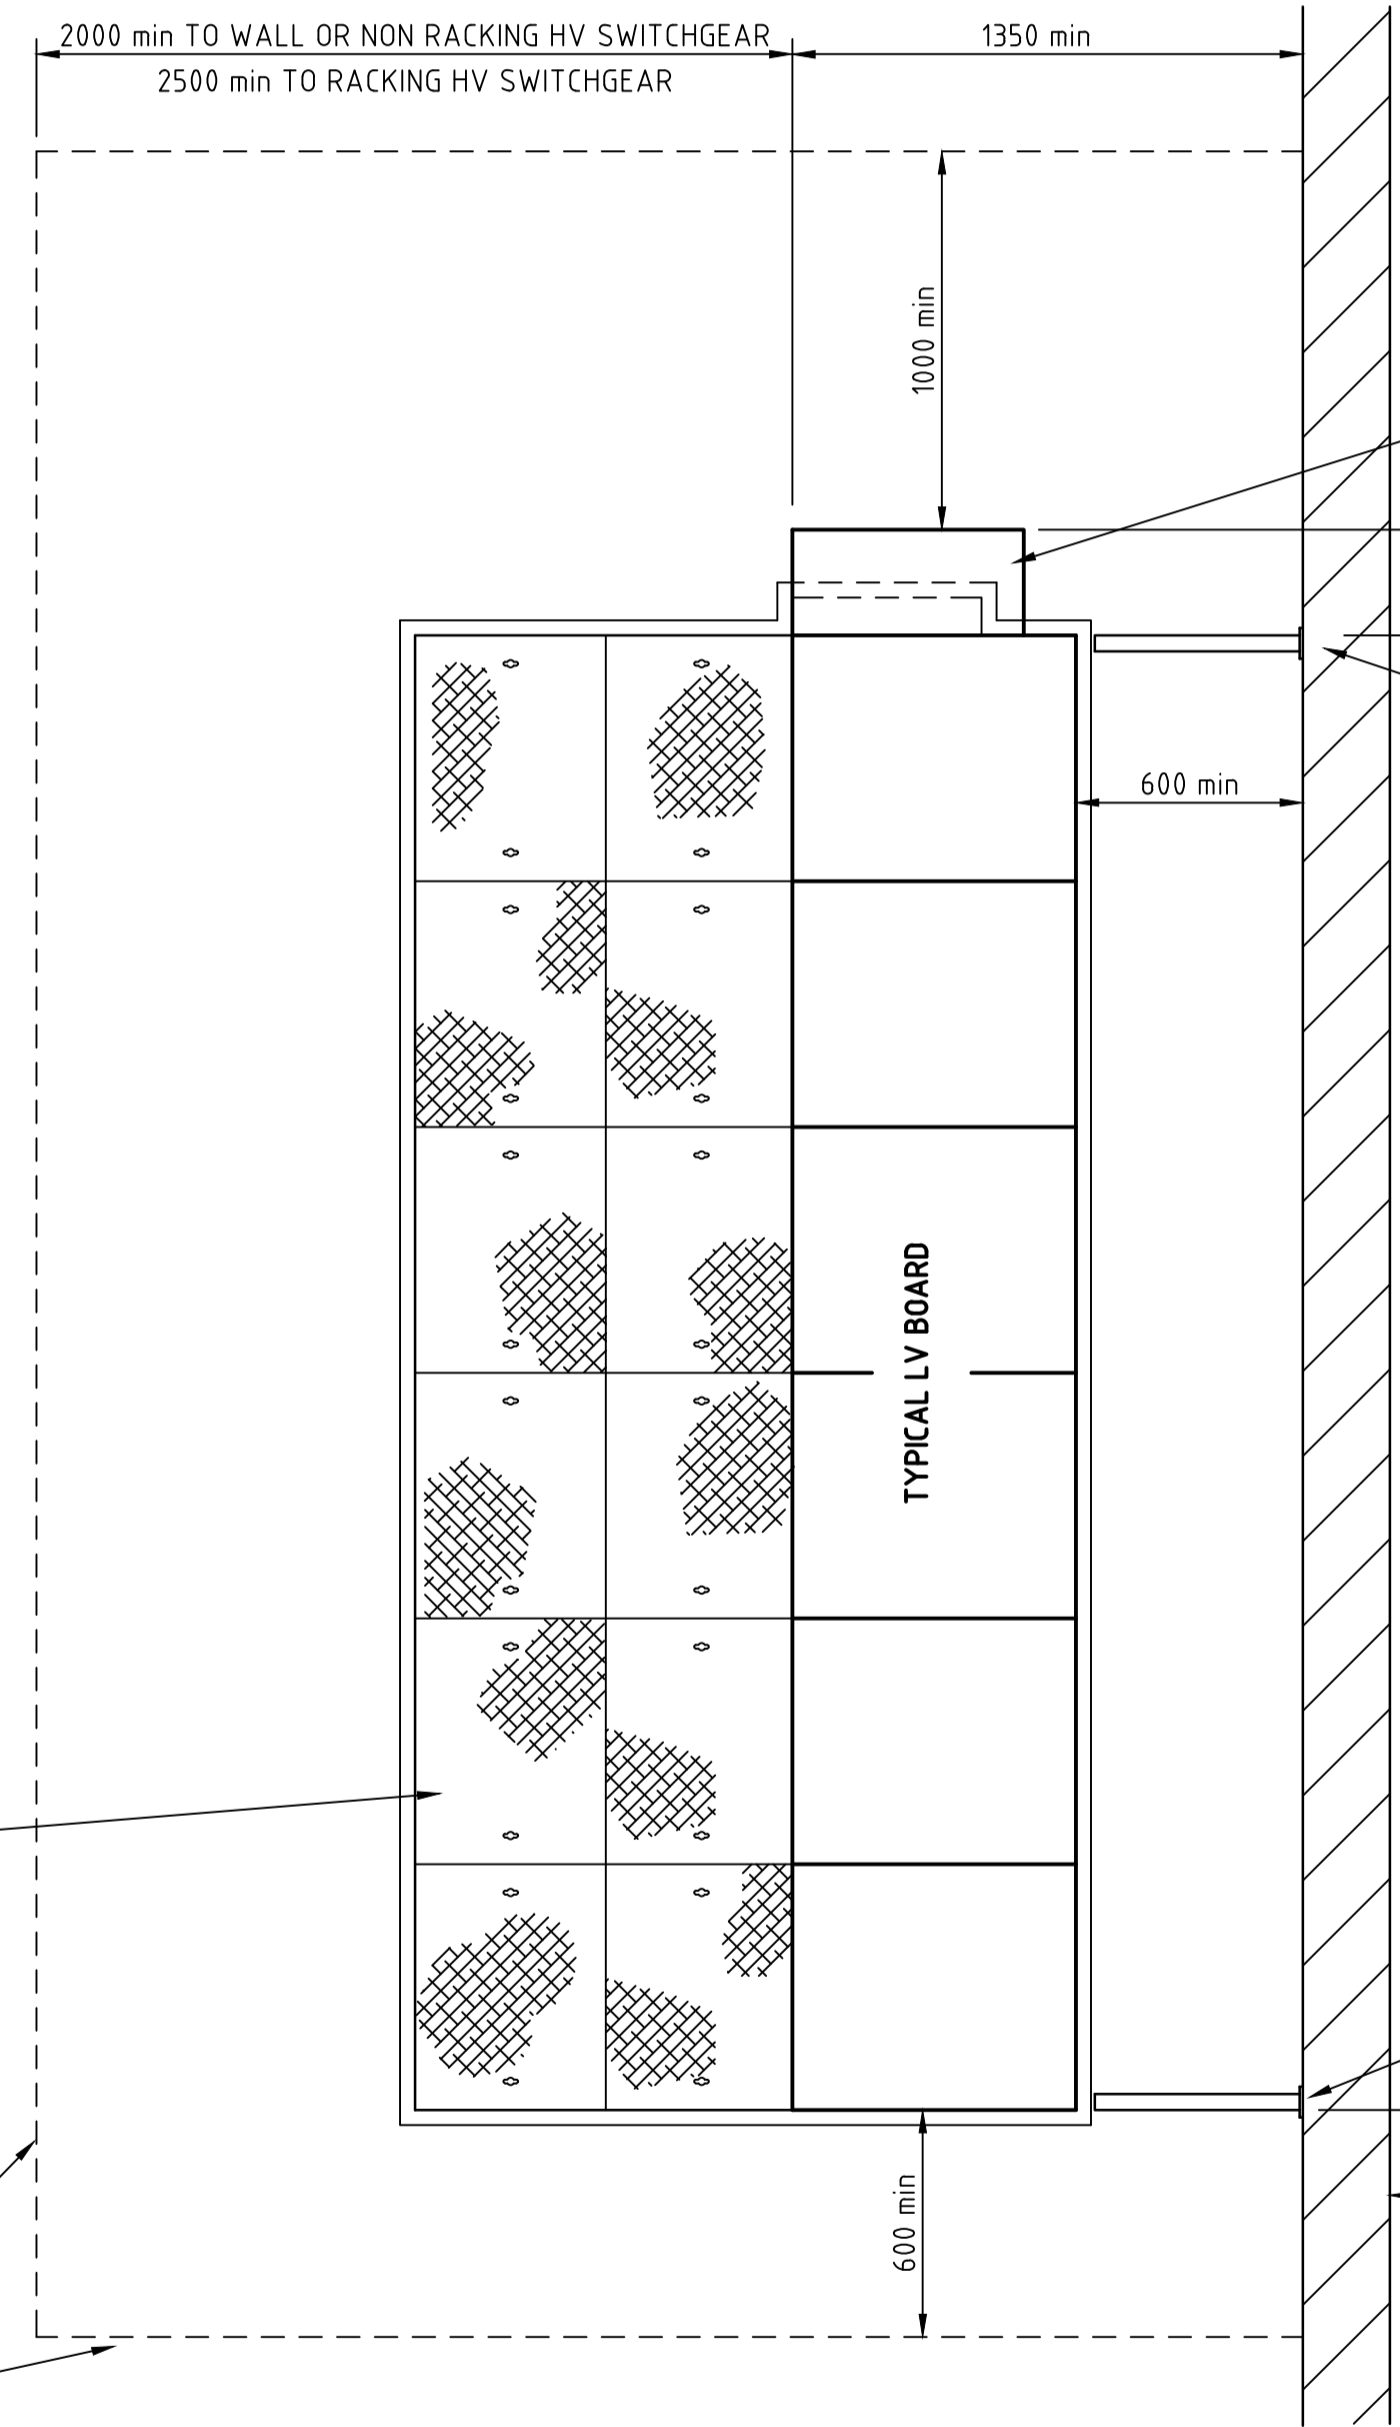 2000 min TO WALL OR NON RACKING HV SWITCHGEAR
1350 min
2500 min TO RACKING HV SWITCHGEAR
1000 min
600 min
TYPICAL LV BOARD
600 min